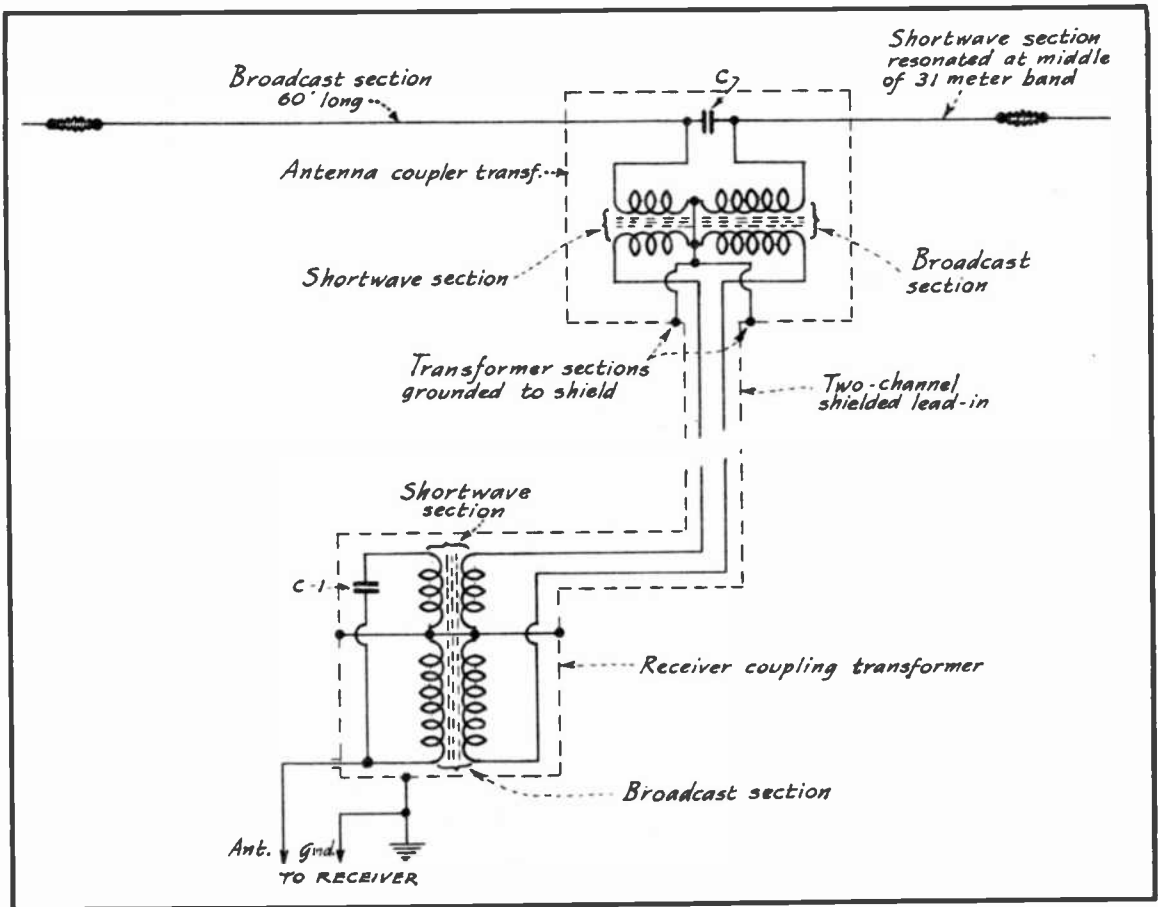 Broadcast section
60' long
C
Shortwave section
resonated at middle
of 31 meter band
Antenna coupler transf.
Shortwave section
Broadcast
section
Transformer sections
grounded to shield
Two-channel
shielded lead-in
Shortwave
section
C-1
Receiver coupling transformer
Broadcast section
Ant.
Gnd.
TO RECEIVER